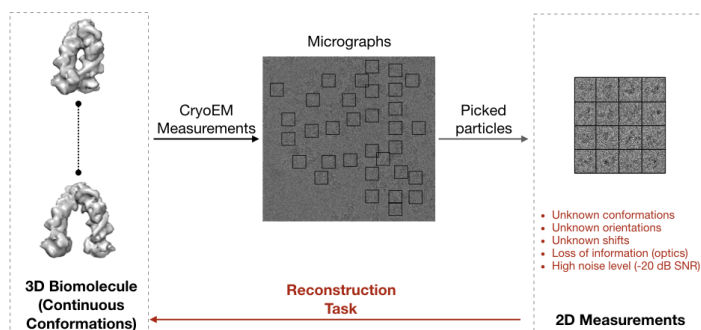 Micrographs
CryoEM
Measurements
Picked
particles
• Unknown conformations
• Unknown orientations
• Unknown shifts
• Loss of information (optics)
• High noise level (-20 dB SNR)
3D Biomolecule
(Continuous
Conformations)
Reconstruction
Task
2D Measurements